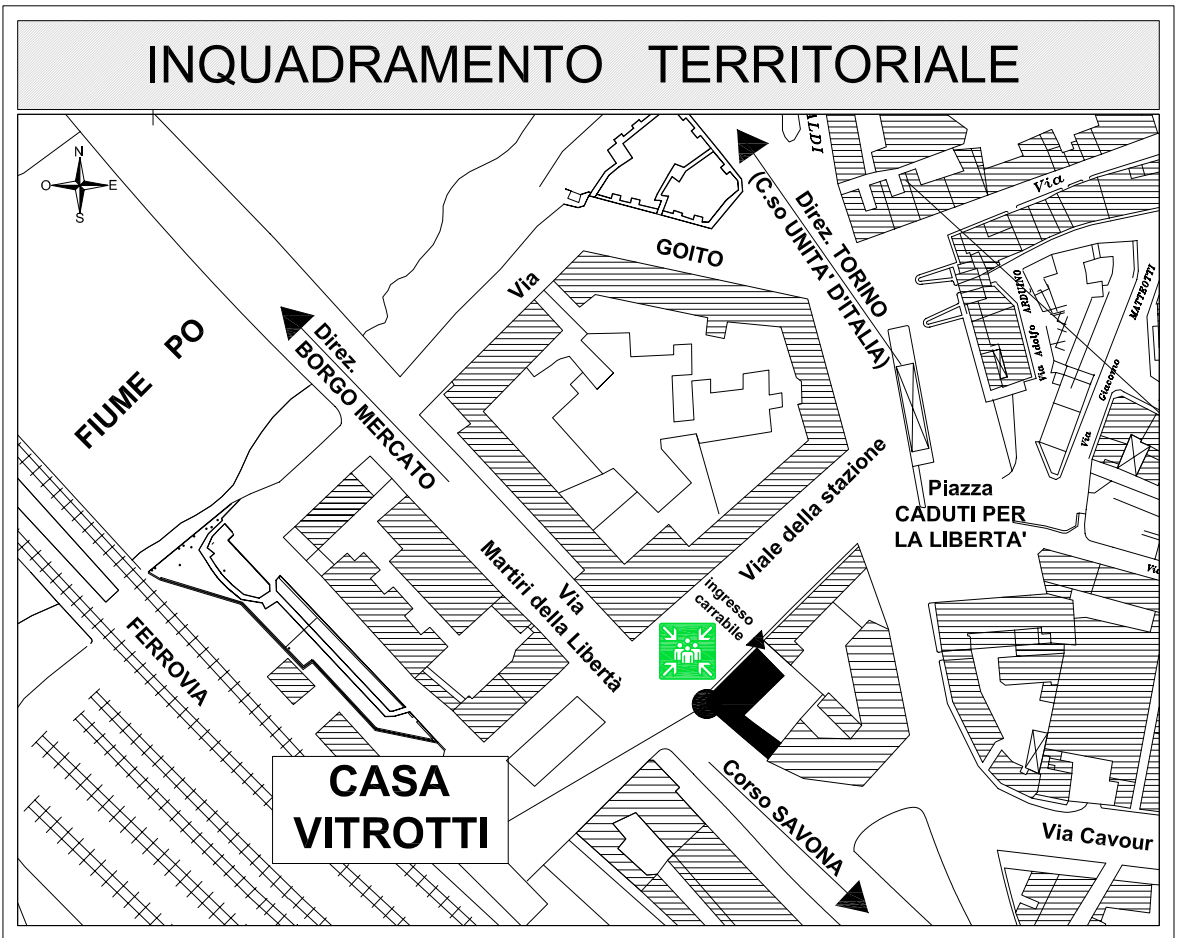 INQUADRAMENTO TERRITORIALE
N
O
E
S
ALDI
Via
Direz. TORINO
(C.so UNITA' D'ITALIA)
GOITO
Via
Via Adolfo ARDUINO
Via Giacomo MATTEOTTI
FIUME PO
Direz.
BORGO MERCATO
Viale della stazione
Piazza
CADUTI PER
LA LIBERTA'
Via
Martiri della Libertà
ingresso
carrabile
Via
FERROVIA
CASA
VITROTTI
Corso SAVONA
Via Cavour